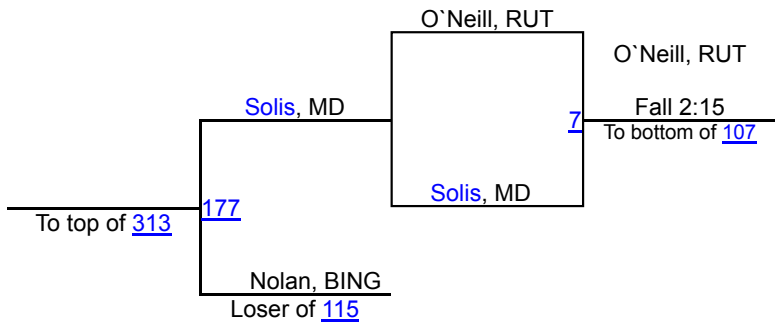 O`Neill, RUT
O`Neill, RUT
Solis, MD
Fall 2:15
7
To bottom of 107
Solis, MD
177
To top of 313
Nolan, BING
Loser of 115